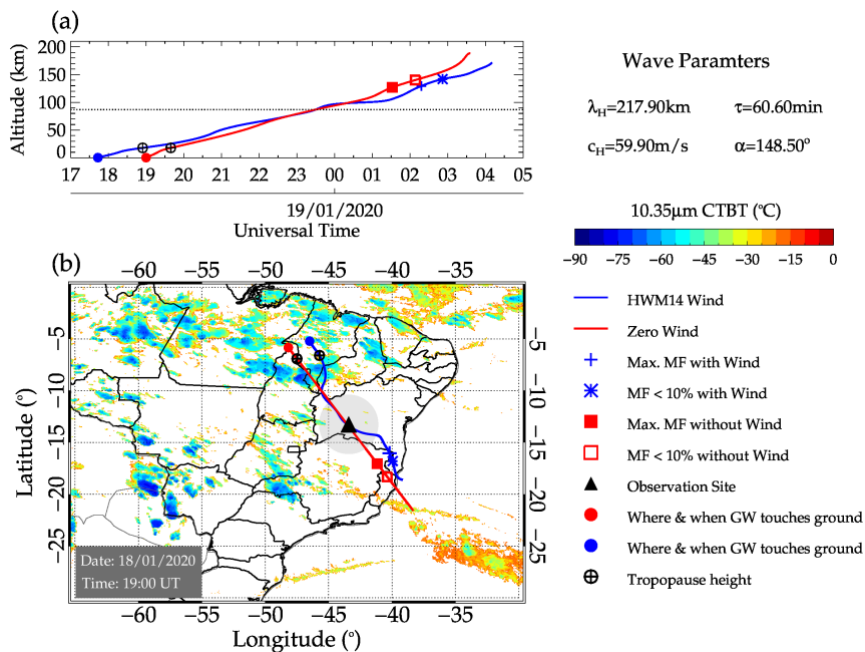 (a)
Altitude (km)
200
150
100
50
0
17 18 19 20 21 22 23 00 01 02 03 04 05
19/01/2020
Universal Time
Wave Paramters
λH=217.90km τ=60.60min
cH=59.90m/s α=148.50°
10.35μm CTBT (°C)
−90 −75 −60 −45 −30 −15 0
(b)
−60 −55 −50 −45 −40 −35
Latitude (°)
−5 −5
−10 −10
−15 −15
−20 −20
−25 −25
Date: 18/01/2020
Time: 19:00 UT
−60 −55 −50 −45 −40 −35
Longitude (°)
HWM14 Wind
Zero Wind
Max. MF with Wind
MF < 10% with Wind
Max. MF without Wind
MF < 10% without Wind
Observation Site
Where & when GW touches ground
Where & when GW touches ground
Tropopause height